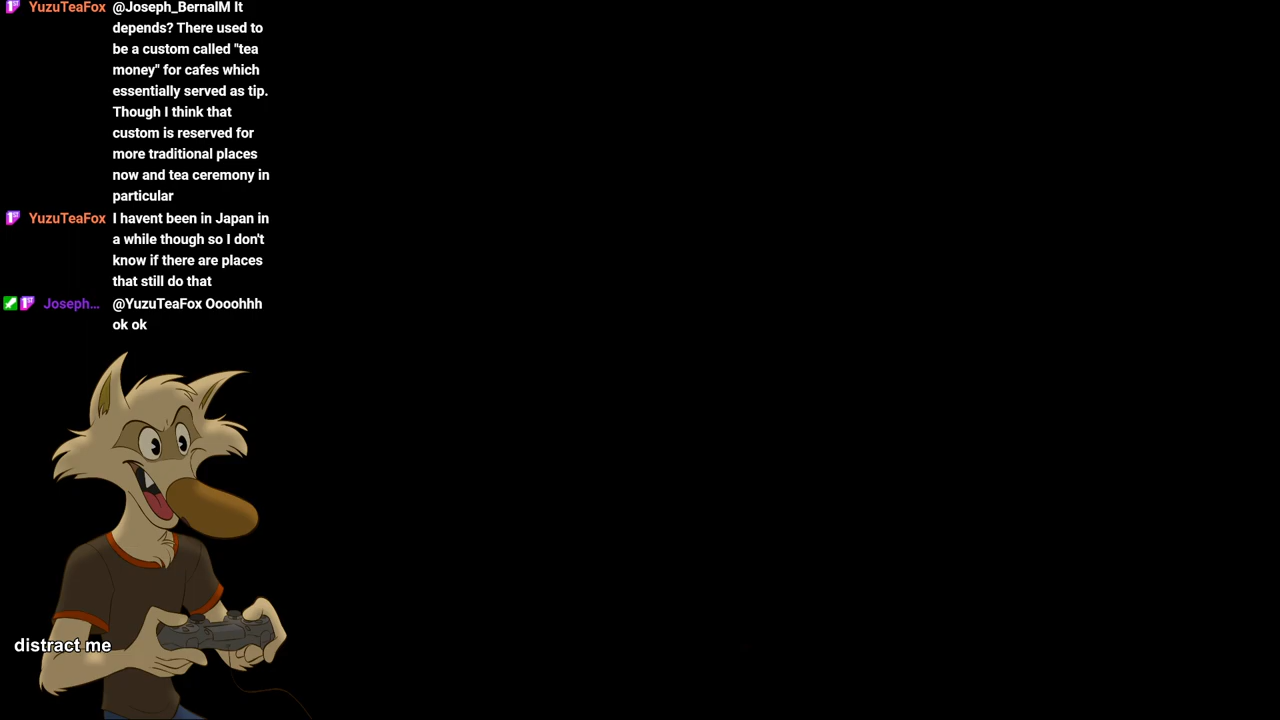 YuzuTeaFox @Joseph_BernalM It
depends? There used to
be a custom called "tea
money" for cafes which
essentially served as tip.
Though I think that
custom is reserved for
more traditional places
now and tea ceremony in
particular
YuzuTeaFox I havent been in Japan in
a while though so I don't
know if there are places
that still do that
Joseph… @YuzuTeaFox Oooohhh
ok ok
distract me